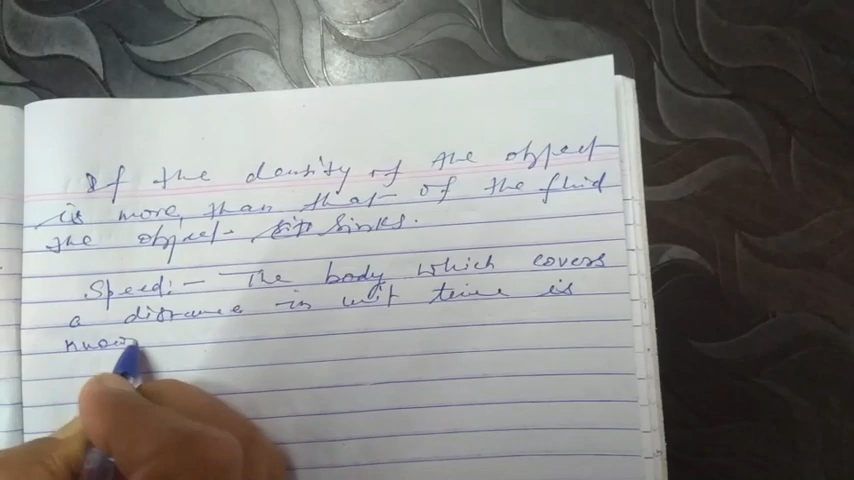 If the density of the object
is more, than that of the fluid
the object sinks.
Speed:- The body which covers
a distance in unit time is
know